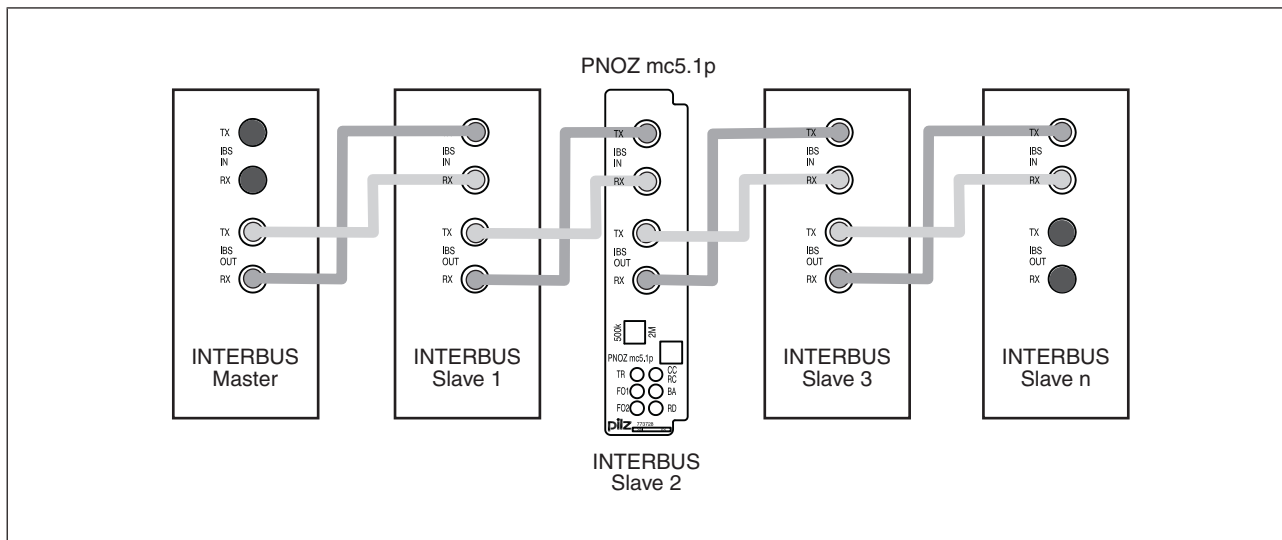 PNOZ mc5.1p
TX
IBS
IN
RX
TX
IBS
OUT
RX
INTERBUS
Master
TX
IBS
IN
RX
TX
IBS
OUT
RX
INTERBUS
Slave 1
TX
IBS
IN
RX
TX
IBS
OUT
RX
500k
2M
PNOZ mc5.1p
TR
CC
RC
FO1
BA
FO2
RD
pilz
773728
INTERBUS
Slave 2
TX
IBS
IN
RX
TX
IBS
OUT
RX
INTERBUS
Slave 3
TX
IBS
IN
RX
TX
IBS
OUT
RX
INTERBUS
Slave n